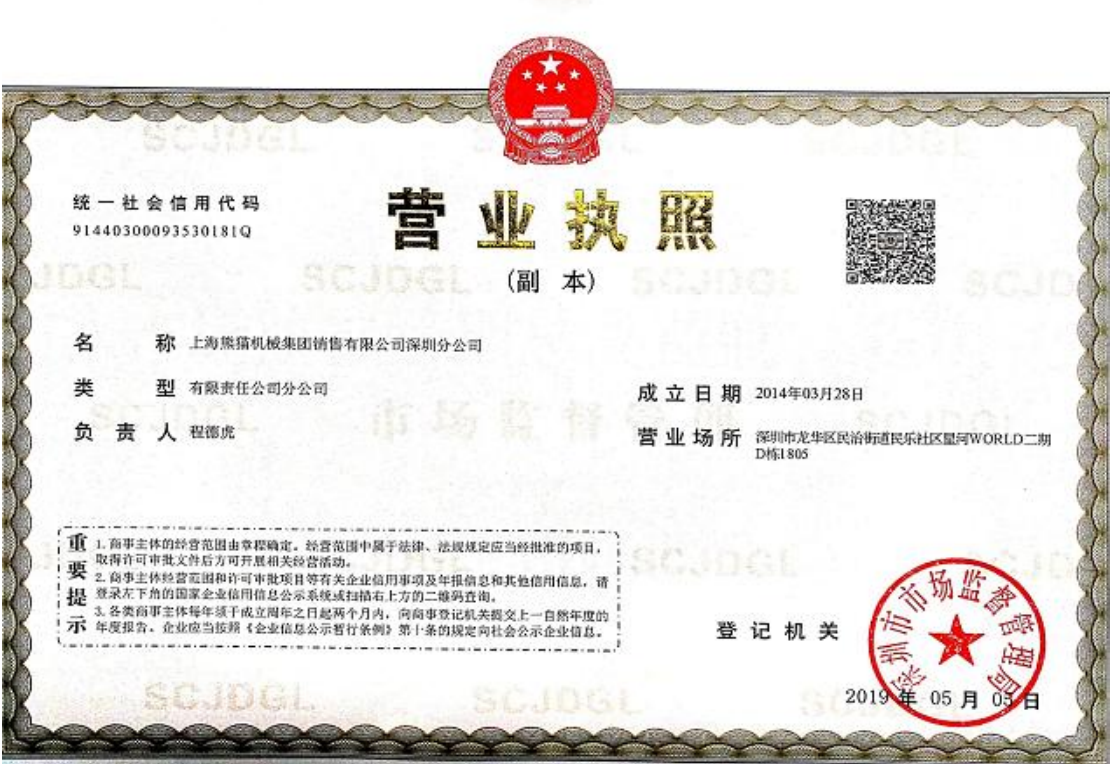 营业执照
(副 本)
统一社会信用代码
91440300093530181Q
名 称 上海熊猫机械集团销售有限公司深圳分公司
类 型 有限责任公司分公司
负 责 人 程德虎
成立日期 2014年03月28日
营业场所 深圳市龙华区民治街道民乐社区星河WORLD二期
D栋1805
重要提示
1. 商事主体的经营范围由章程确定。经营范围中属于法律、法规规定应当经批准的项目,
取得许可审批文件后方可开展相关经营活动。
2. 商事主体经营范围和许可审批项目等有关企业信用事项及年报信息和其他信用信息, 请
登录左下角的国家企业信用信息公示系统或扫描右上方的二维码查询。
3. 各类商事主体每年须于成立周年之日起两个月内, 向商事登记机关提交上一自然年度的
年度报告。企业应当按照《企业信息公示暂行条例》第十条的规定向社会公示企业信息。
登 记 机 关
深圳市市场监督管理局
2019 年 05 月 05 日
SCJDGL
市场监督管理